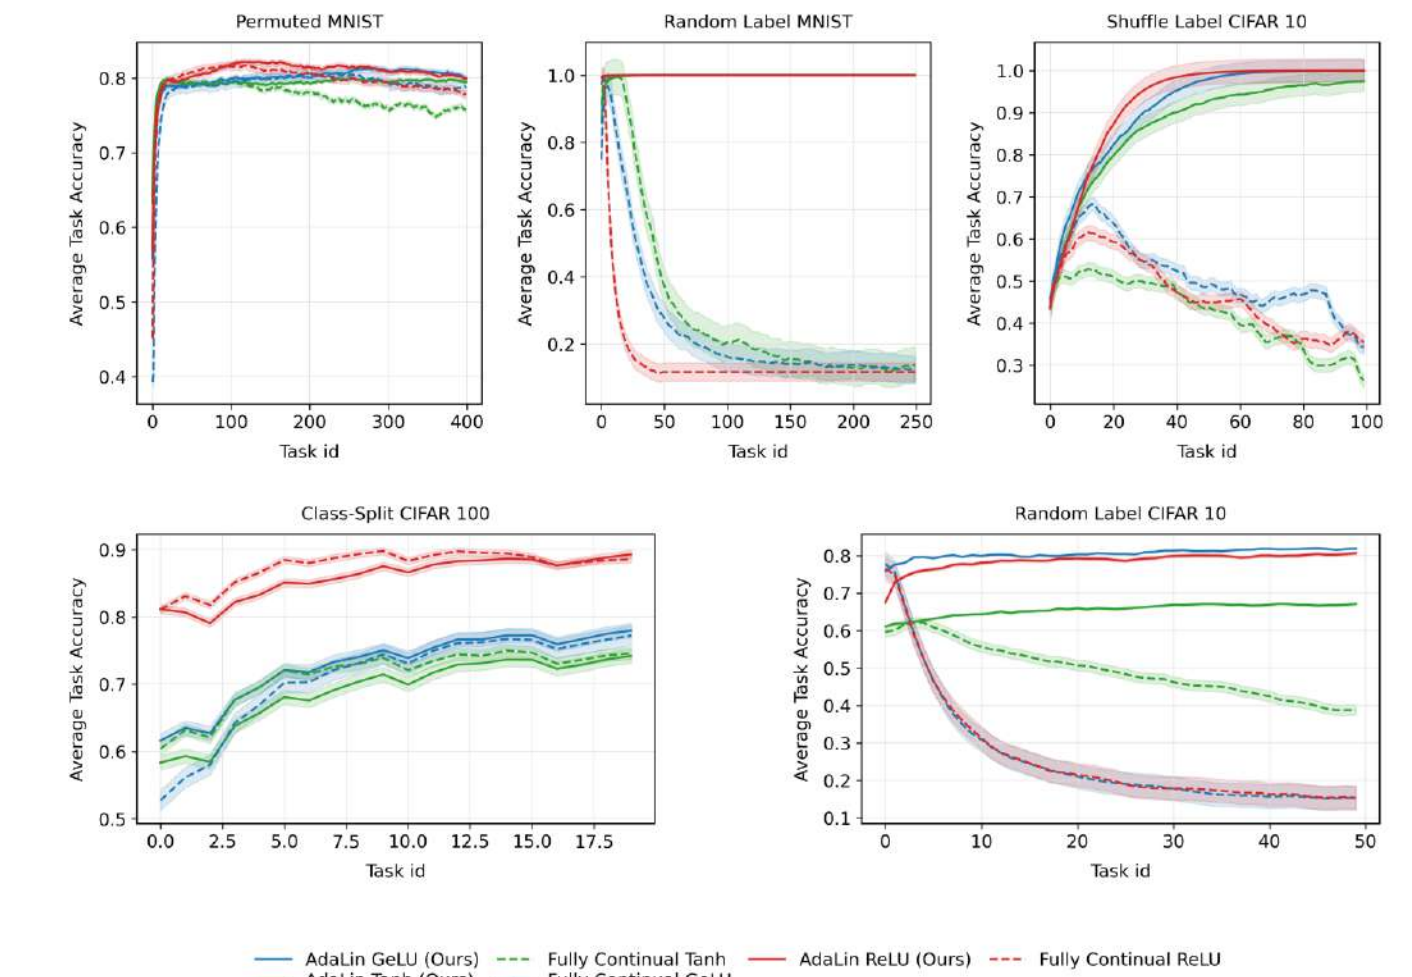 Permuted MNIST
Average Task Accuracy
0.8
0.7
0.6
0.5
0.4
0 100 200 300 400
Task id
Random Label MNIST
Average Task Accuracy
1.0
0.8
0.6
0.4
0.2
0 50 100 150 200 250
Task id
Shuffle Label CIFAR 10
Average Task Accuracy
1.0
0.9
0.8
0.7
0.6
0.5
0.4
0.3
0 20 40 60 80 100
Task id
Class-Split CIFAR 100
Average Task Accuracy
0.9
0.8
0.7
0.6
0.5
0.0 2.5 5.0 7.5 10.0 12.5 15.0 17.5
Task id
Random Label CIFAR 10
Average Task Accuracy
0.8
0.7
0.6
0.5
0.4
0.3
0.2
0.1
0 10 20 30 40 50
Task id
AdaLin GeLU (Ours) Fully Continual Tanh AdaLin ReLU (Ours) Fully Continual ReLU
AdaLin Tanh (Ours) Fully Continual GeLU